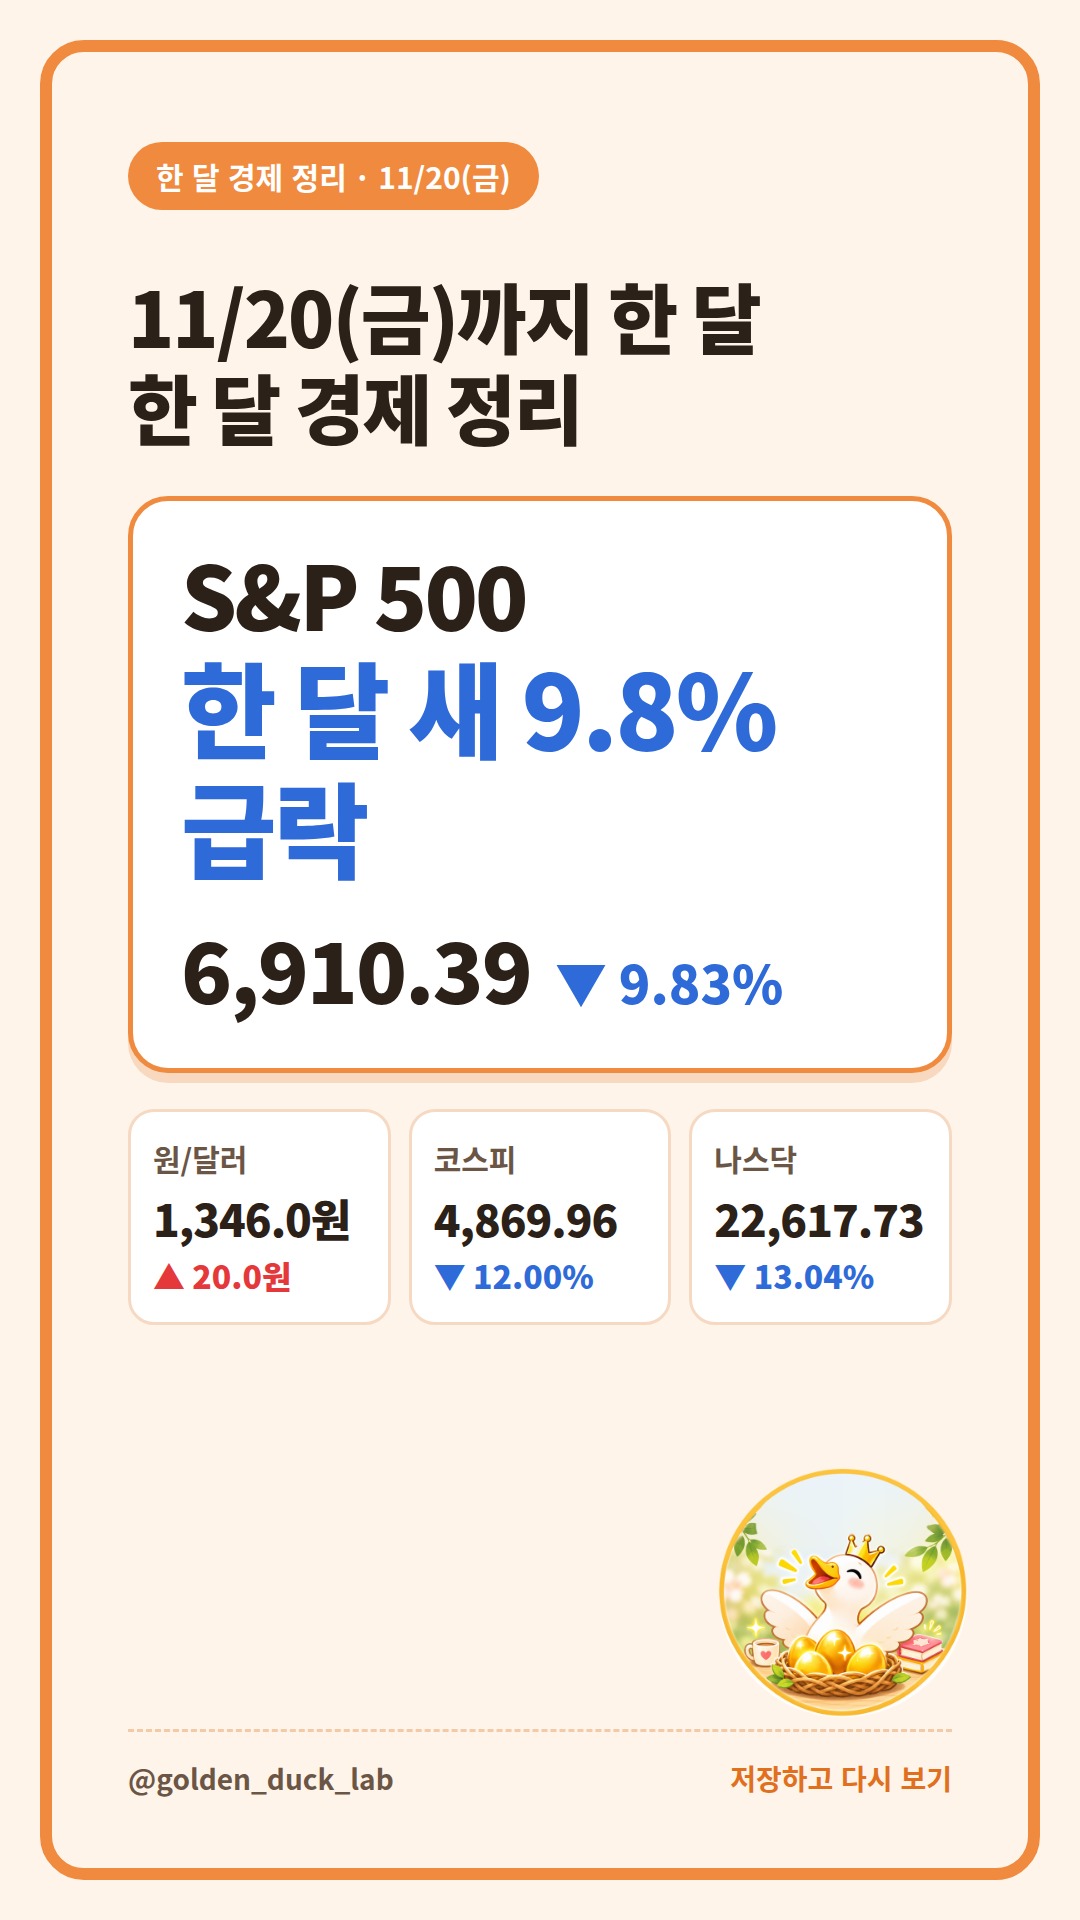 한 달 경제 정리 · 11/20(금)
11/20(금)까지 한 달
한 달 경제 정리
S&P 500
한 달 새 9.8%
급락
6,910.39 ▼ 9.83%
원/달러
1,346.0원
▲ 20.0원
코스피
4,869.96
▼ 12.00%
나스닥
22,617.73
▼ 13.04%
@golden_duck_lab
저장하고 다시 보기